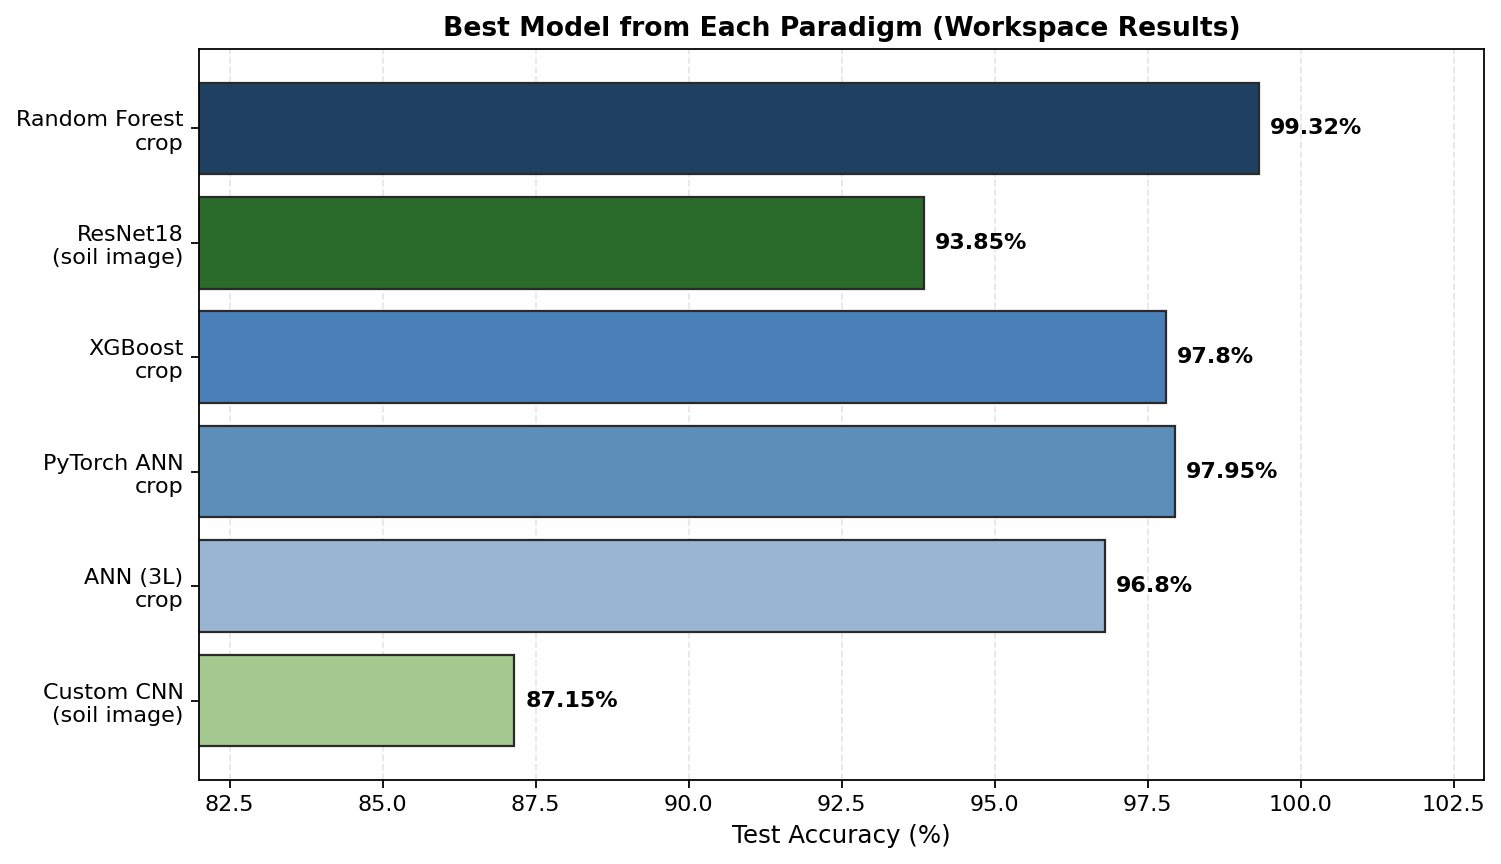 Best Model from Each Paradigm (Workspace Results)
Random Forest
crop
99.32%
ResNet18
(soil image)
93.85%
XGBoost
crop
97.8%
PyTorch ANN
crop
97.95%
ANN (3L)
crop
96.8%
Custom CNN
(soil image)
87.15%
82.5 85.0 87.5 90.0 92.5 95.0 97.5 100.0 102.5
Test Accuracy (%)